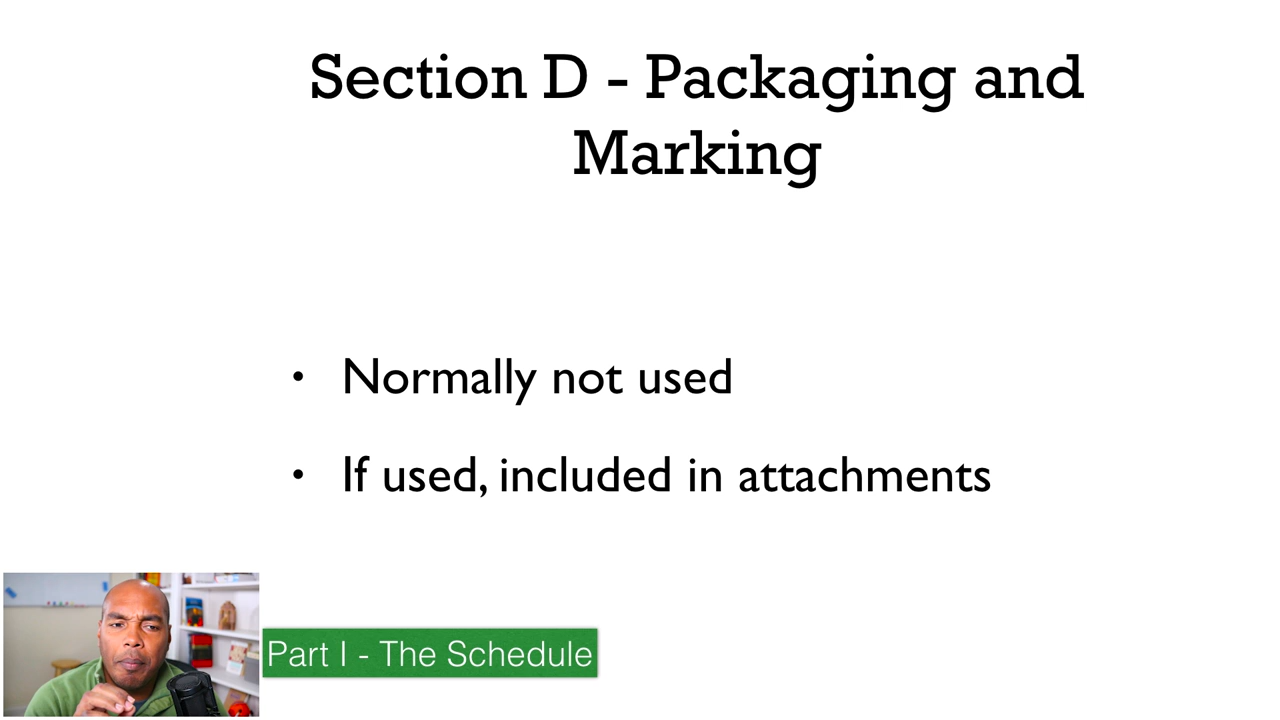 Section D - Packaging and
Marking
• Normally not used
• If used, included in attachments
Part I - The Schedule